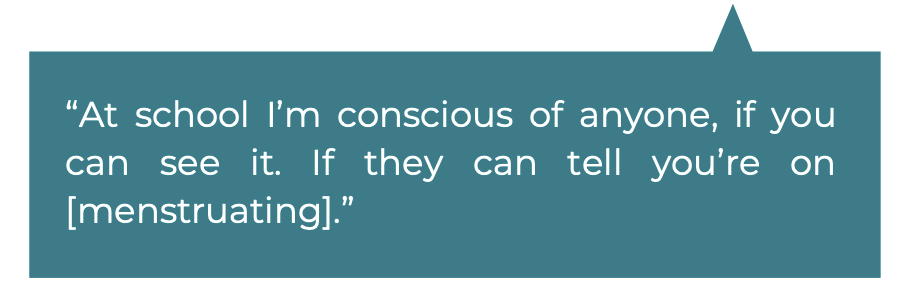 “At school I’m conscious of anyone, if you
can see it. If they can tell you’re on
[menstruating].”